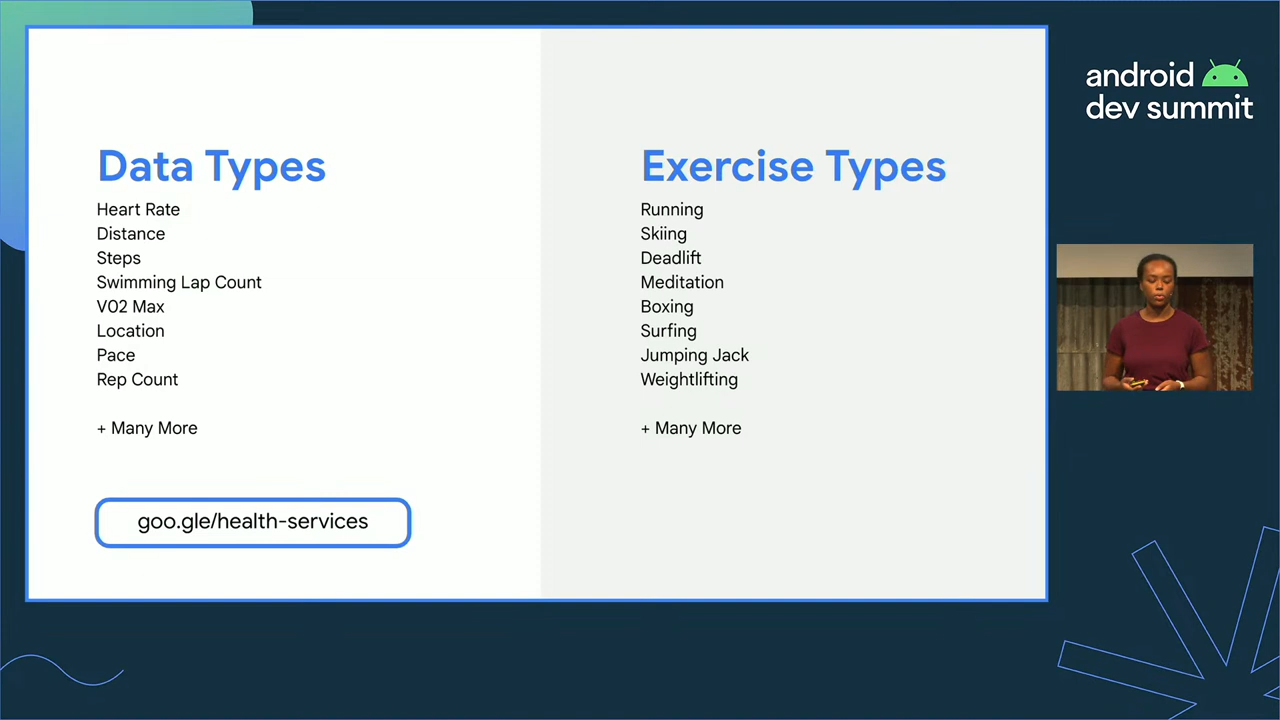 Data Types
Heart Rate
Distance
Steps
Swimming Lap Count
VO2 Max
Location
Pace
Rep Count
+ Many More
goo.gle/health-services
Exercise Types
Running
Skiing
Deadlift
Meditation
Boxing
Surfing
Jumping Jack
Weightlifting
+ Many More
android
dev summit